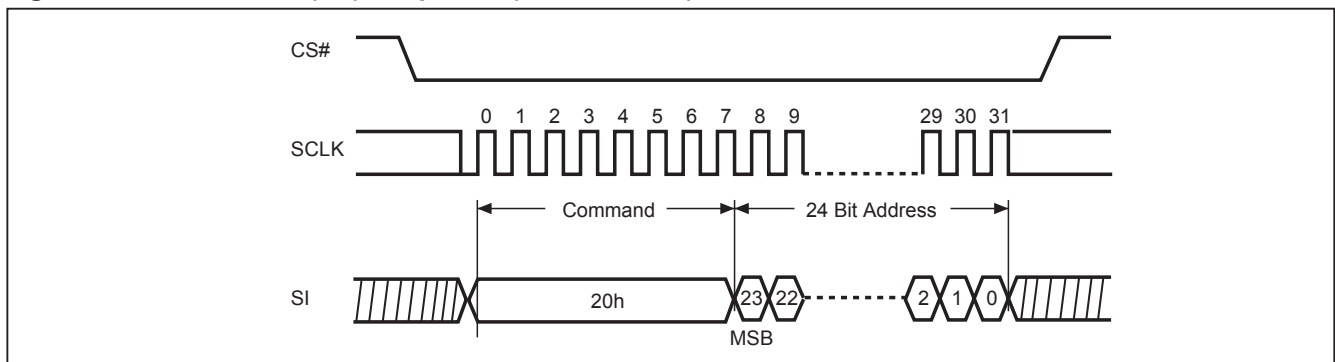 CS#
0 1 2 3 4 5 6 7 8 9 29 30 31
SCLK
Command 24 Bit Address
SI 20h 23 22 2 1 0
MSB